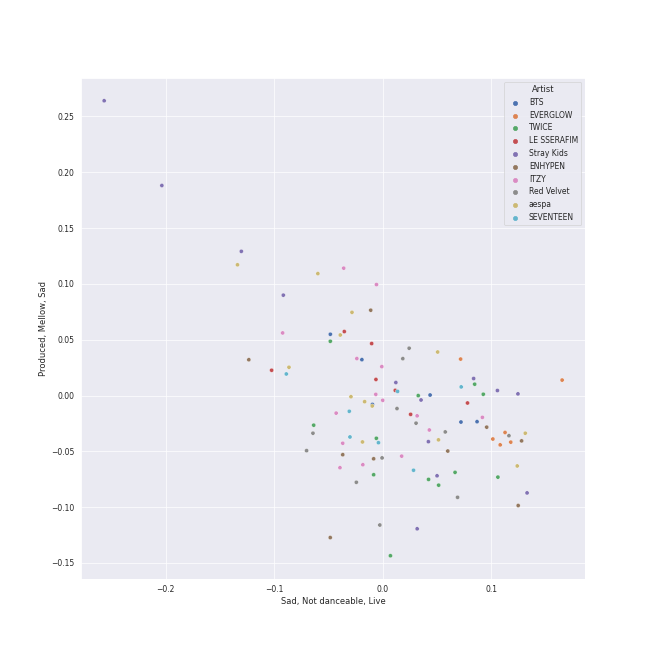 Artist
BTS
EVERGLOW
TWICE
LE SSERAFIM
Stray Kids
ENHYPEN
ITZY
Red Velvet
aespa
SEVENTEEN
0.25
0.20
0.15
0.10
0.05
0.00
−0.05
−0.10
−0.15
Produced, Mellow, Sad
−0.2
−0.1
0.0
0.1
Sad, Not danceable, Live